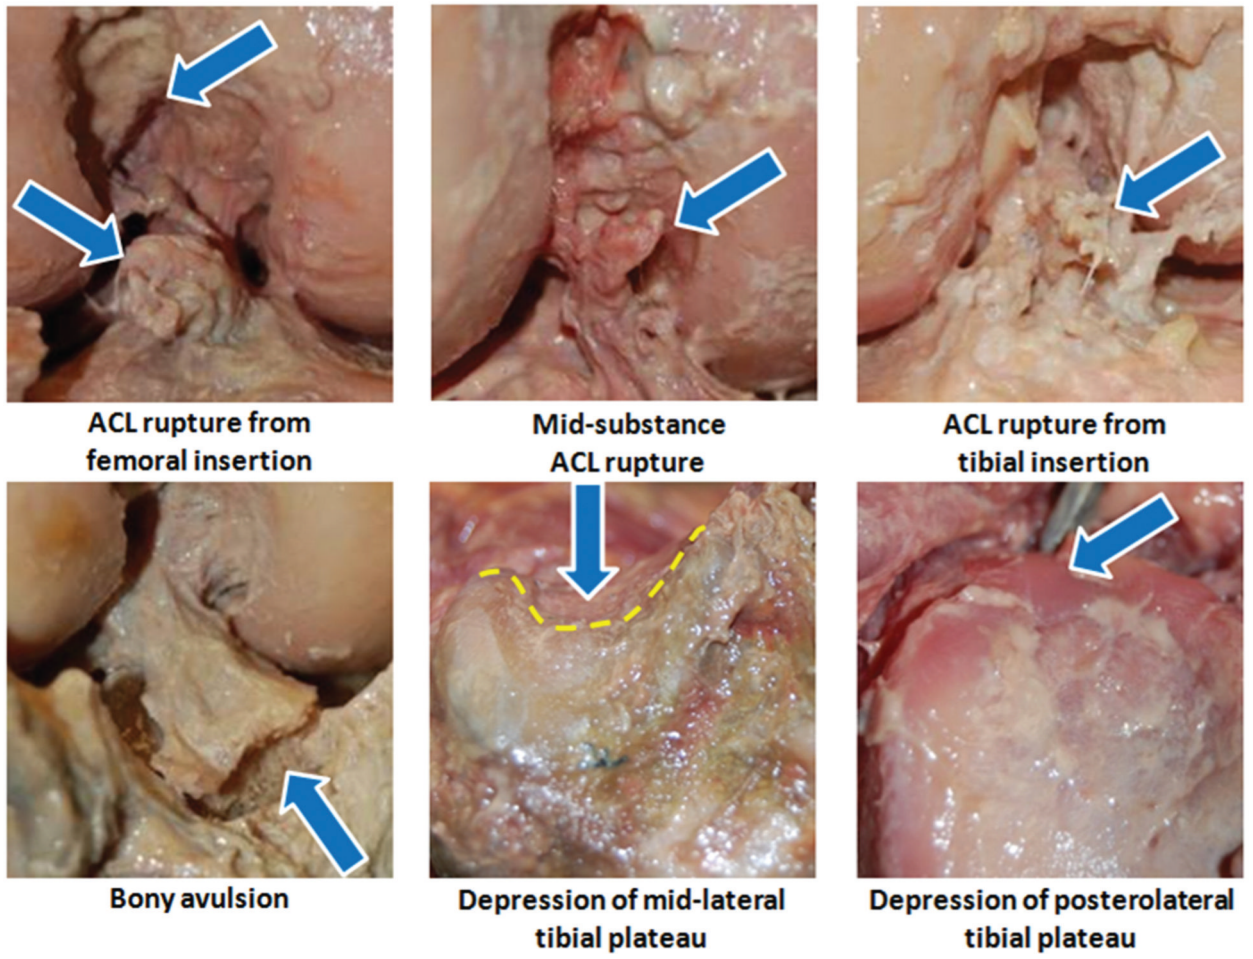 ACL rupture from
femoral insertion
Mid-substance
ACL rupture
ACL rupture from
tibial insertion
Bony avulsion
Depression of mid-lateral
tibial plateau
Depression of posterolateral
tibial plateau